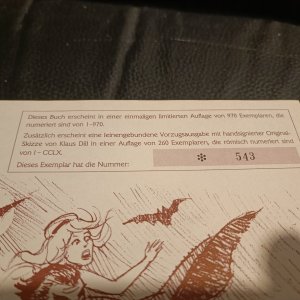 Dieses Buch erscheint in einer einmaligen limitierten Auflage von 970 Exemplaren, die
numeriert sind von 1-970.
Zusätzlich erscheint eine leinengebundene Vorzugsausgabe mit handsignierter Original-
Skizze von Klaus Dill in einer Auflage von 260 Exemplaren, die römisch numeriert sind
von I-CCLX.
Dieses Exemplar hat die Nummer: * 543